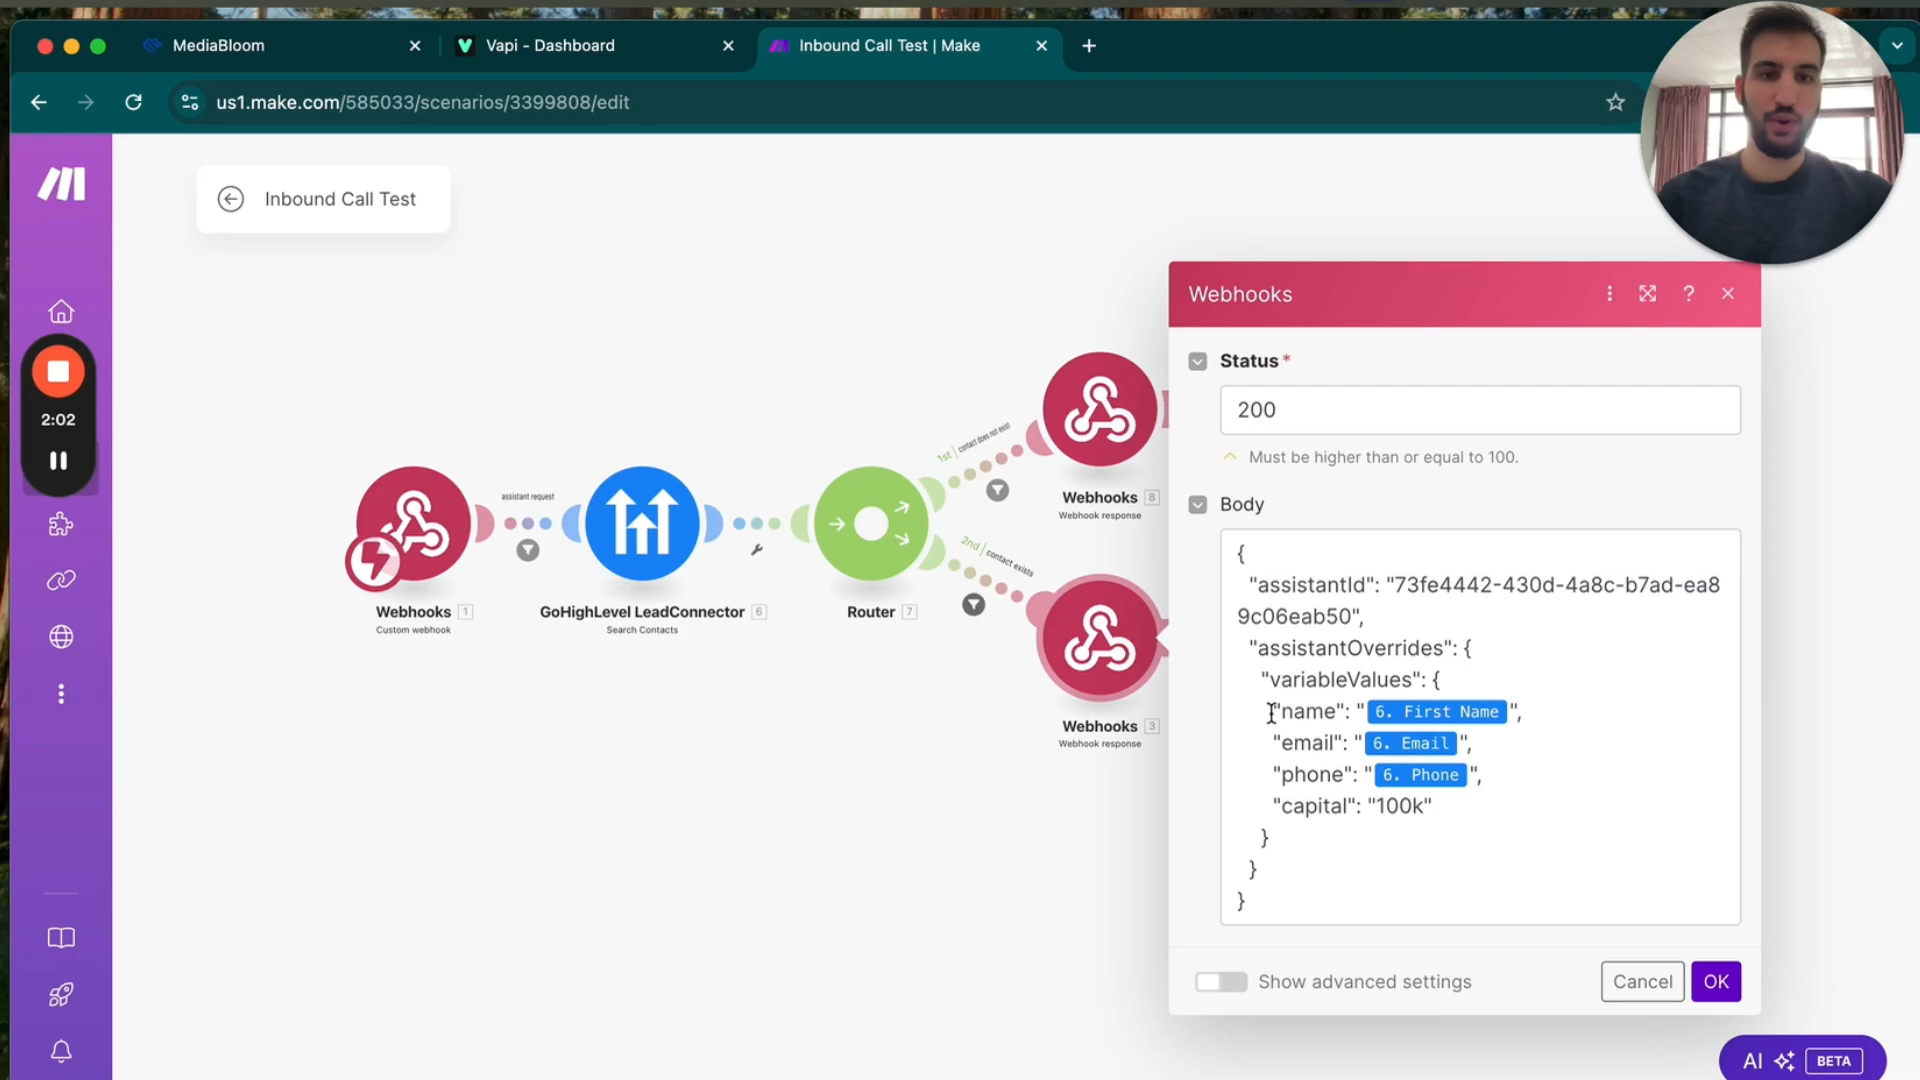 MediaBloom
Vapi - Dashboard
Inbound Call Test | Make
us1.make.com/585033/scenarios/3399808/edit
Inbound Call Test
2:02
assistant request
1st | contact does not exist
2nd | contact exists
Webhooks 1
Custom webhook
GoHighLevel LeadConnector 6
Search Contacts
Router 7
Webhooks 8
Webhook response
Webhooks 3
Webhook response
Webhooks
?
Status *
200
Must be higher than or equal to 100.
Body
{
"assistantId": "73fe4442-430d-4a8c-b7ad-ea8
9c06eab50",
"assistantOverrides": {
"variableValues": {
"name": "6. First Name",
"email": "6. Email",
"phone": "6. Phone",
"capital": "100k"
}
}
}
Show advanced settings
Cancel
OK
AI BETA